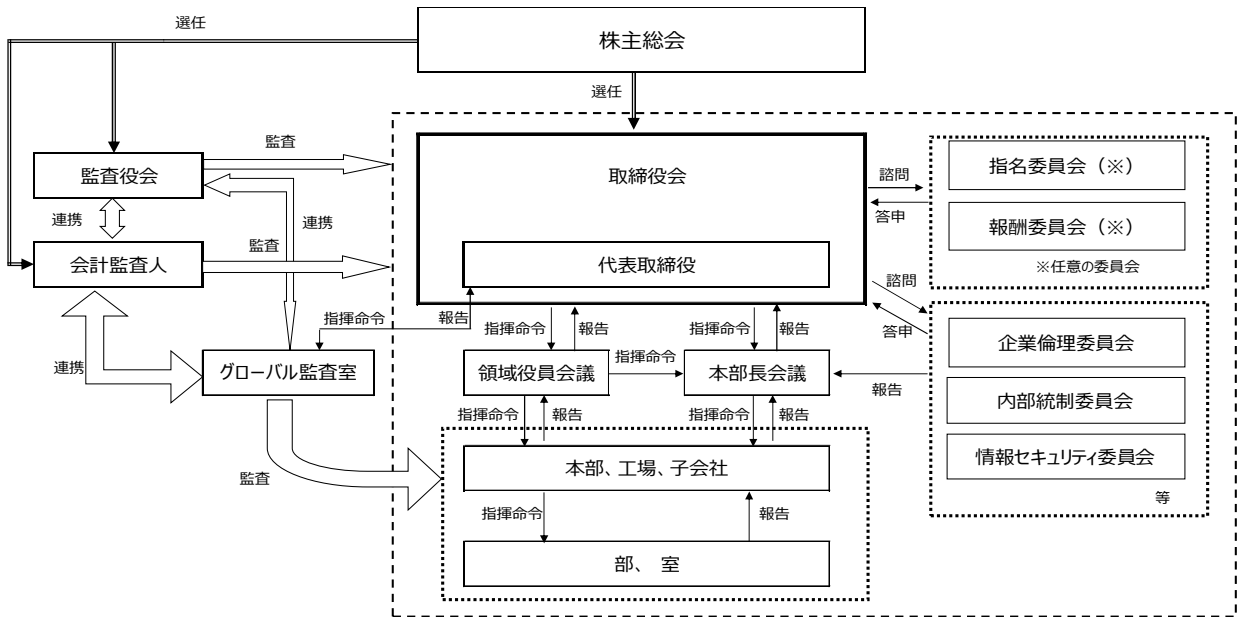 選任
株主総会
選任
監査
監査役会
取締役会
指名委員会（※）
諮問
連携
連携
答申
報酬委員会（※）
監査
会計監査人
代表取締役
※任意の委員会
諮問
指揮命令
報告
指揮命令
報告
指揮命令
報告
答申
企業倫理委員会
連携
グローバル監査室
領域役員会議
指揮命令
本部長会議
報告
内部統制委員会
指揮命令
報告
指揮命令
報告
情報セキュリティ委員会
監査
本部、工場、子会社
等
指揮命令
報告
部、 室